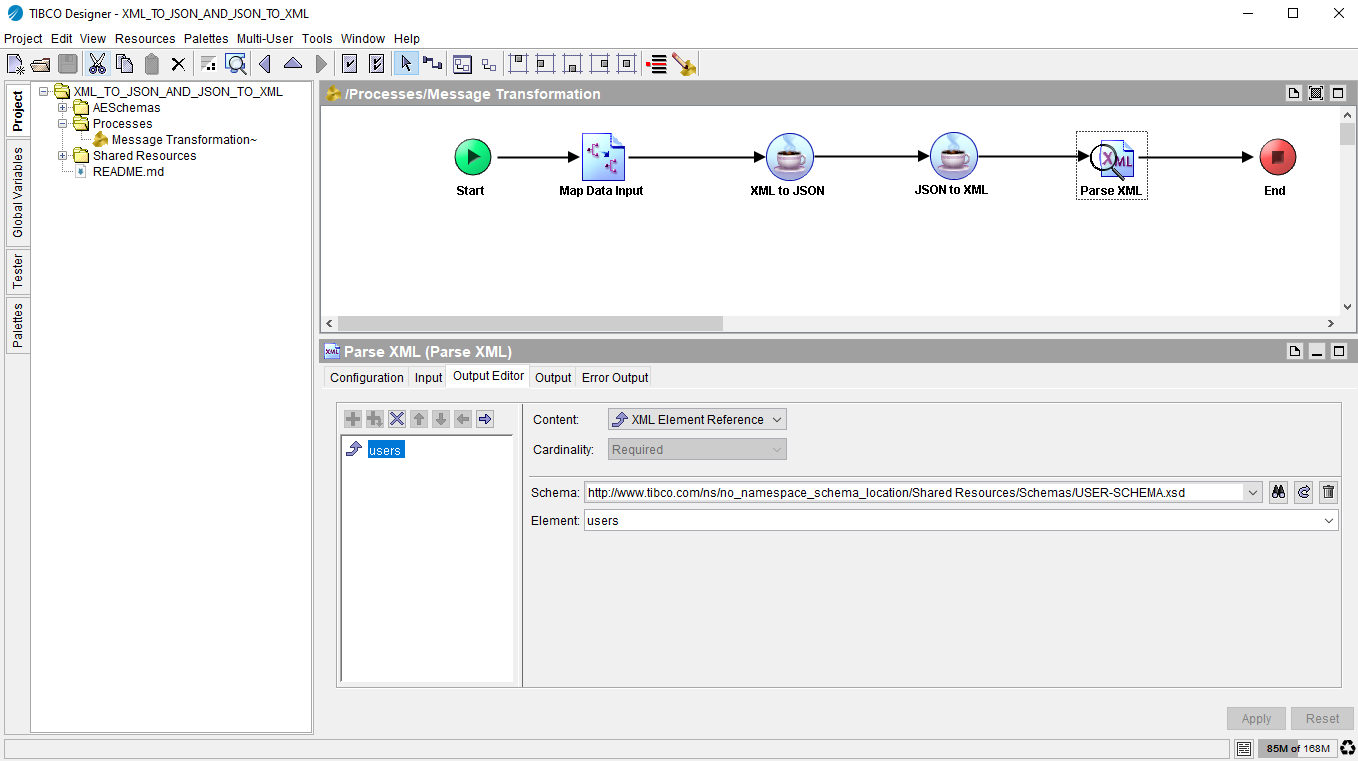 TIBCO Designer - XML_TO_JSON_AND_JSON_TO_XML
Project Edit View Resources Palettes Multi-User Tools Window Help
Project
Global Variables
Tester
Palettes
XML_TO_JSON_AND_JSON_TO_XML
AESchemas
Processes
Message Transformation~
Shared Resources
README.md
/Processes/Message Transformation
Start
Map Data Input
XML to JSON
JSON to XML
XML
Parse XML
End
XML
Parse XML (Parse XML)
Configuration Input Output Editor Output Error Output
users
Content: XML Element Reference
Cardinality: Required
Schema: http://www.tibco.com/ns/no_namespace_schema_location/Shared Resources/Schemas/USER-SCHEMA.xsd
Element: users
Apply Reset
85M of 168M